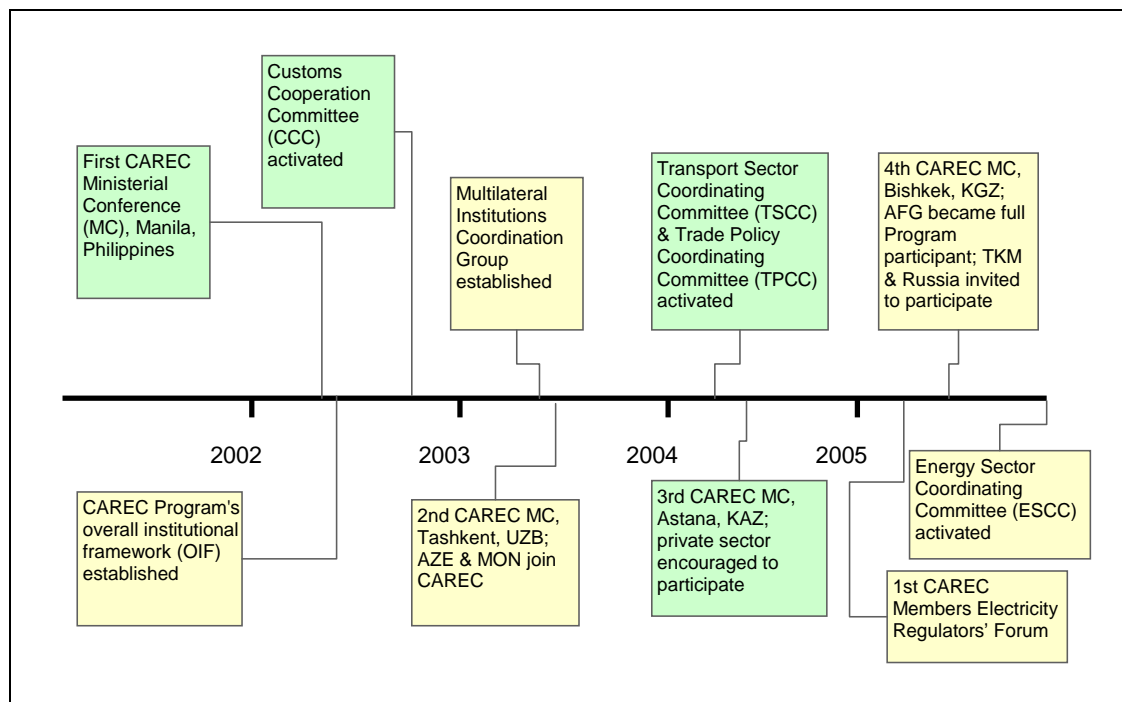 Customs
Cooperation
Committee
(CCC)
activated
First CAREC
Ministerial
Conference
(MC), Manila,
Philippines
Multilateral
Institutions
Coordination
Group
established
Transport Sector
Coordinating
Committee (TSCC)
& Trade Policy
Coordinating
Committee (TPCC)
activated
4th CAREC MC,
Bishkek, KGZ;
AFG became full
Program
participant; TKM
& Russia invited
to participate
2002
2003
2004
2005
CAREC Program's
overall institutional
framework (OIF)
established
2nd CAREC MC,
Tashkent, UZB;
AZE & MON join
CAREC
3rd CAREC MC,
Astana, KAZ;
private sector
encouraged to
participate
Energy Sector
Coordinating
Committee (ESCC)
activated
1st CAREC
Members Electricity
Regulators’ Forum